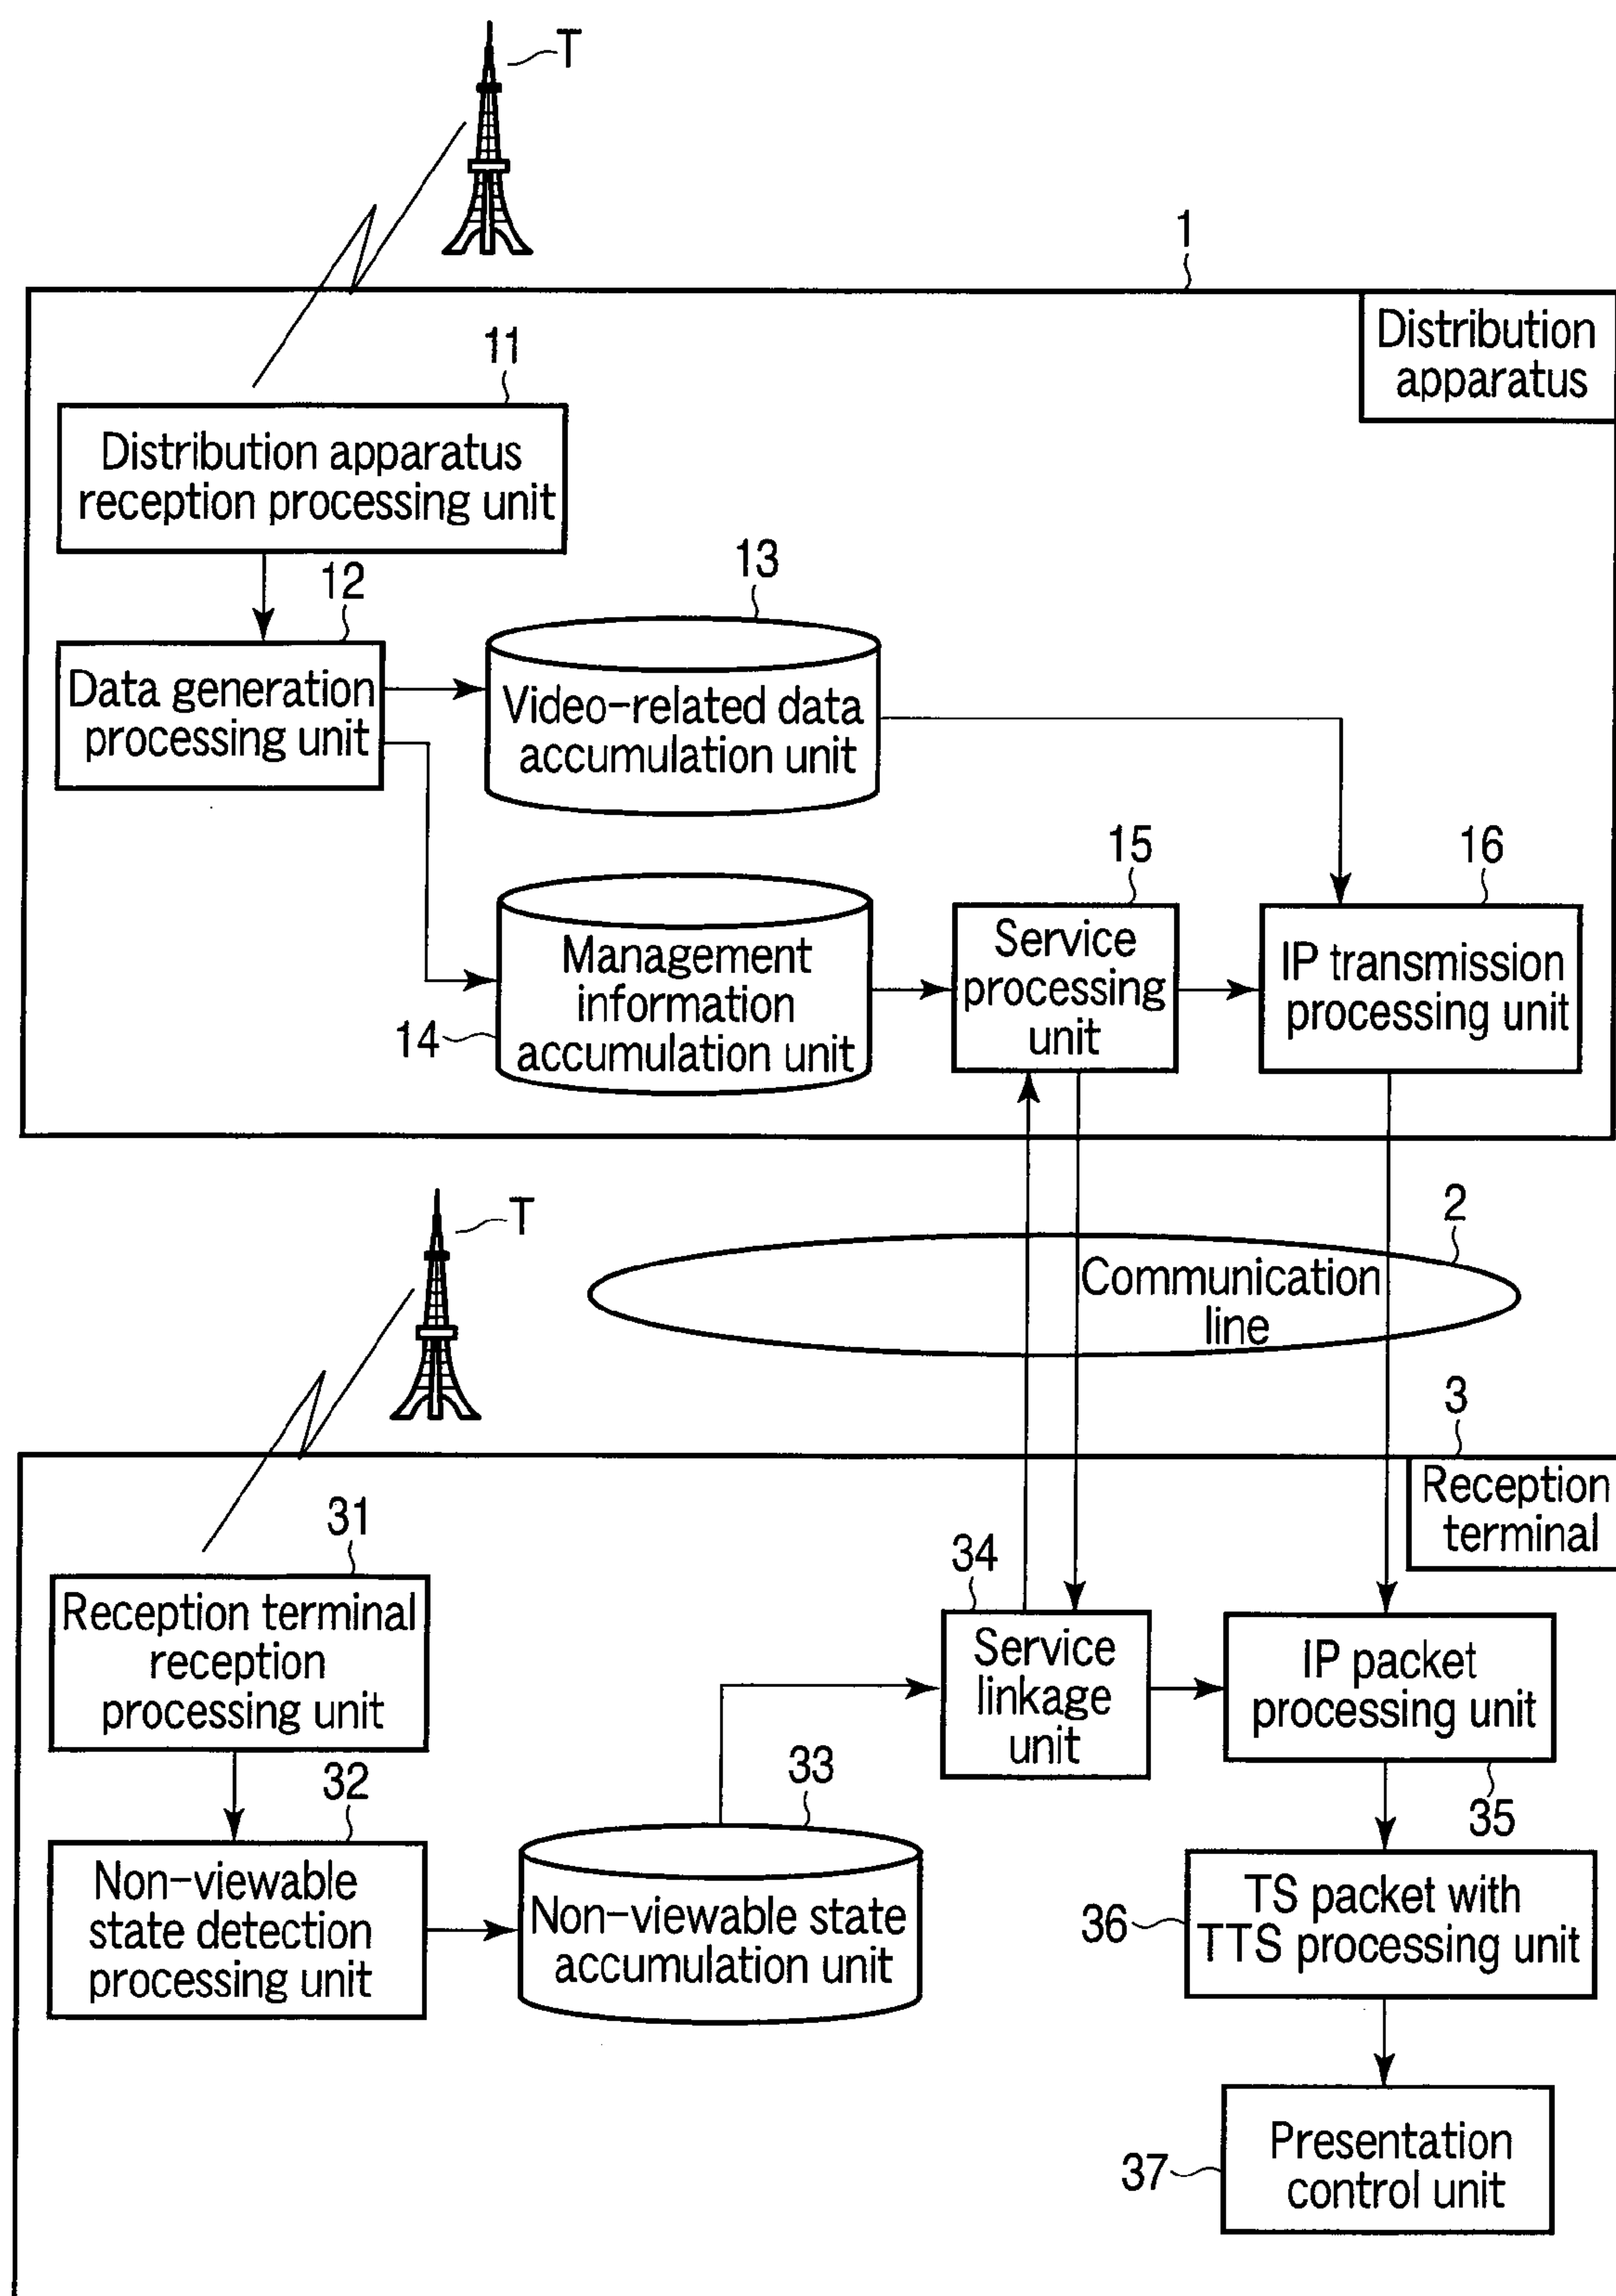 T
1
Distribution
apparatus
11
Distribution apparatus
reception processing unit
12
Data generation
processing unit
13
Video-related data
accumulation unit
14
Management
information
accumulation unit
15
Service
processing
unit
16
IP transmission
processing unit
T
2
Communication
line
3
Reception
terminal
31
Reception terminal
reception
processing unit
32
Non-viewable
state detection
processing unit
33
Non-viewable state
accumulation unit
34
Service
linkage
unit
IP packet
processing unit
35
36
TS packet with
TTS processing unit
37
Presentation
control unit